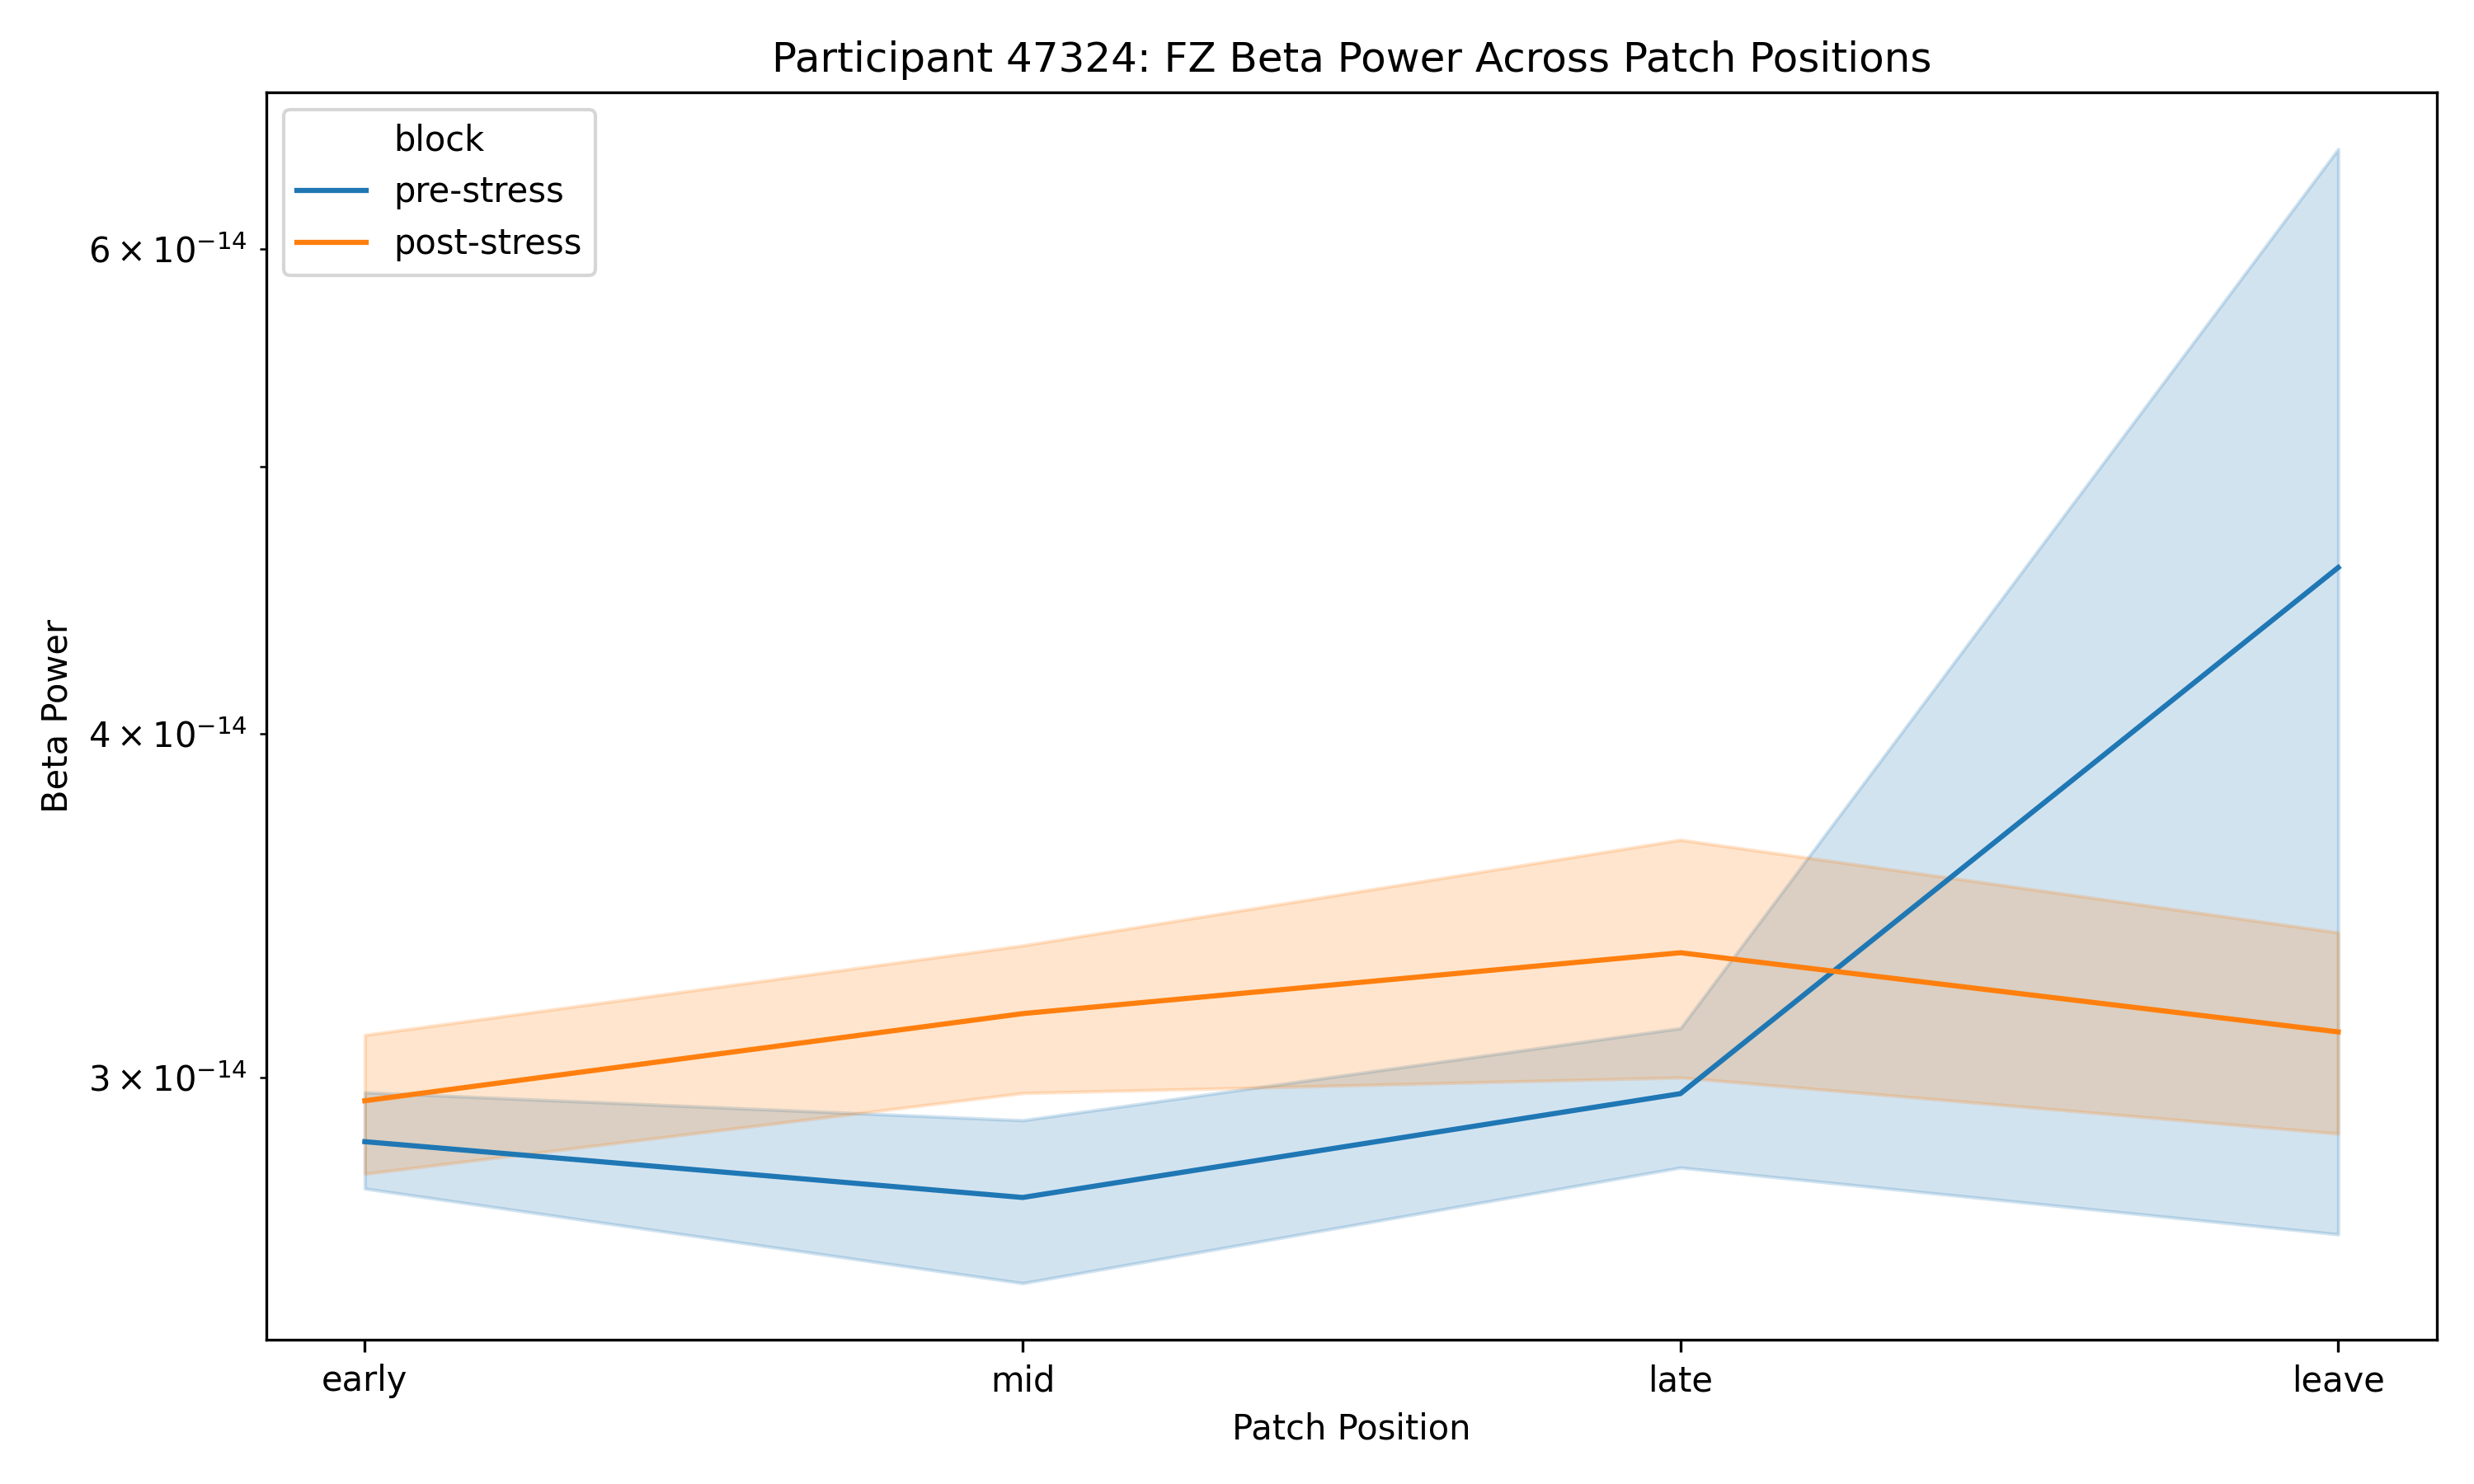 Participant 47324: FZ Beta Power Across Patch Positions
block
pre-stress
post-stress
6 × 10⁻¹⁴
4 × 10⁻¹⁴
3 × 10⁻¹⁴
Beta Power
early mid late leave
Patch Position